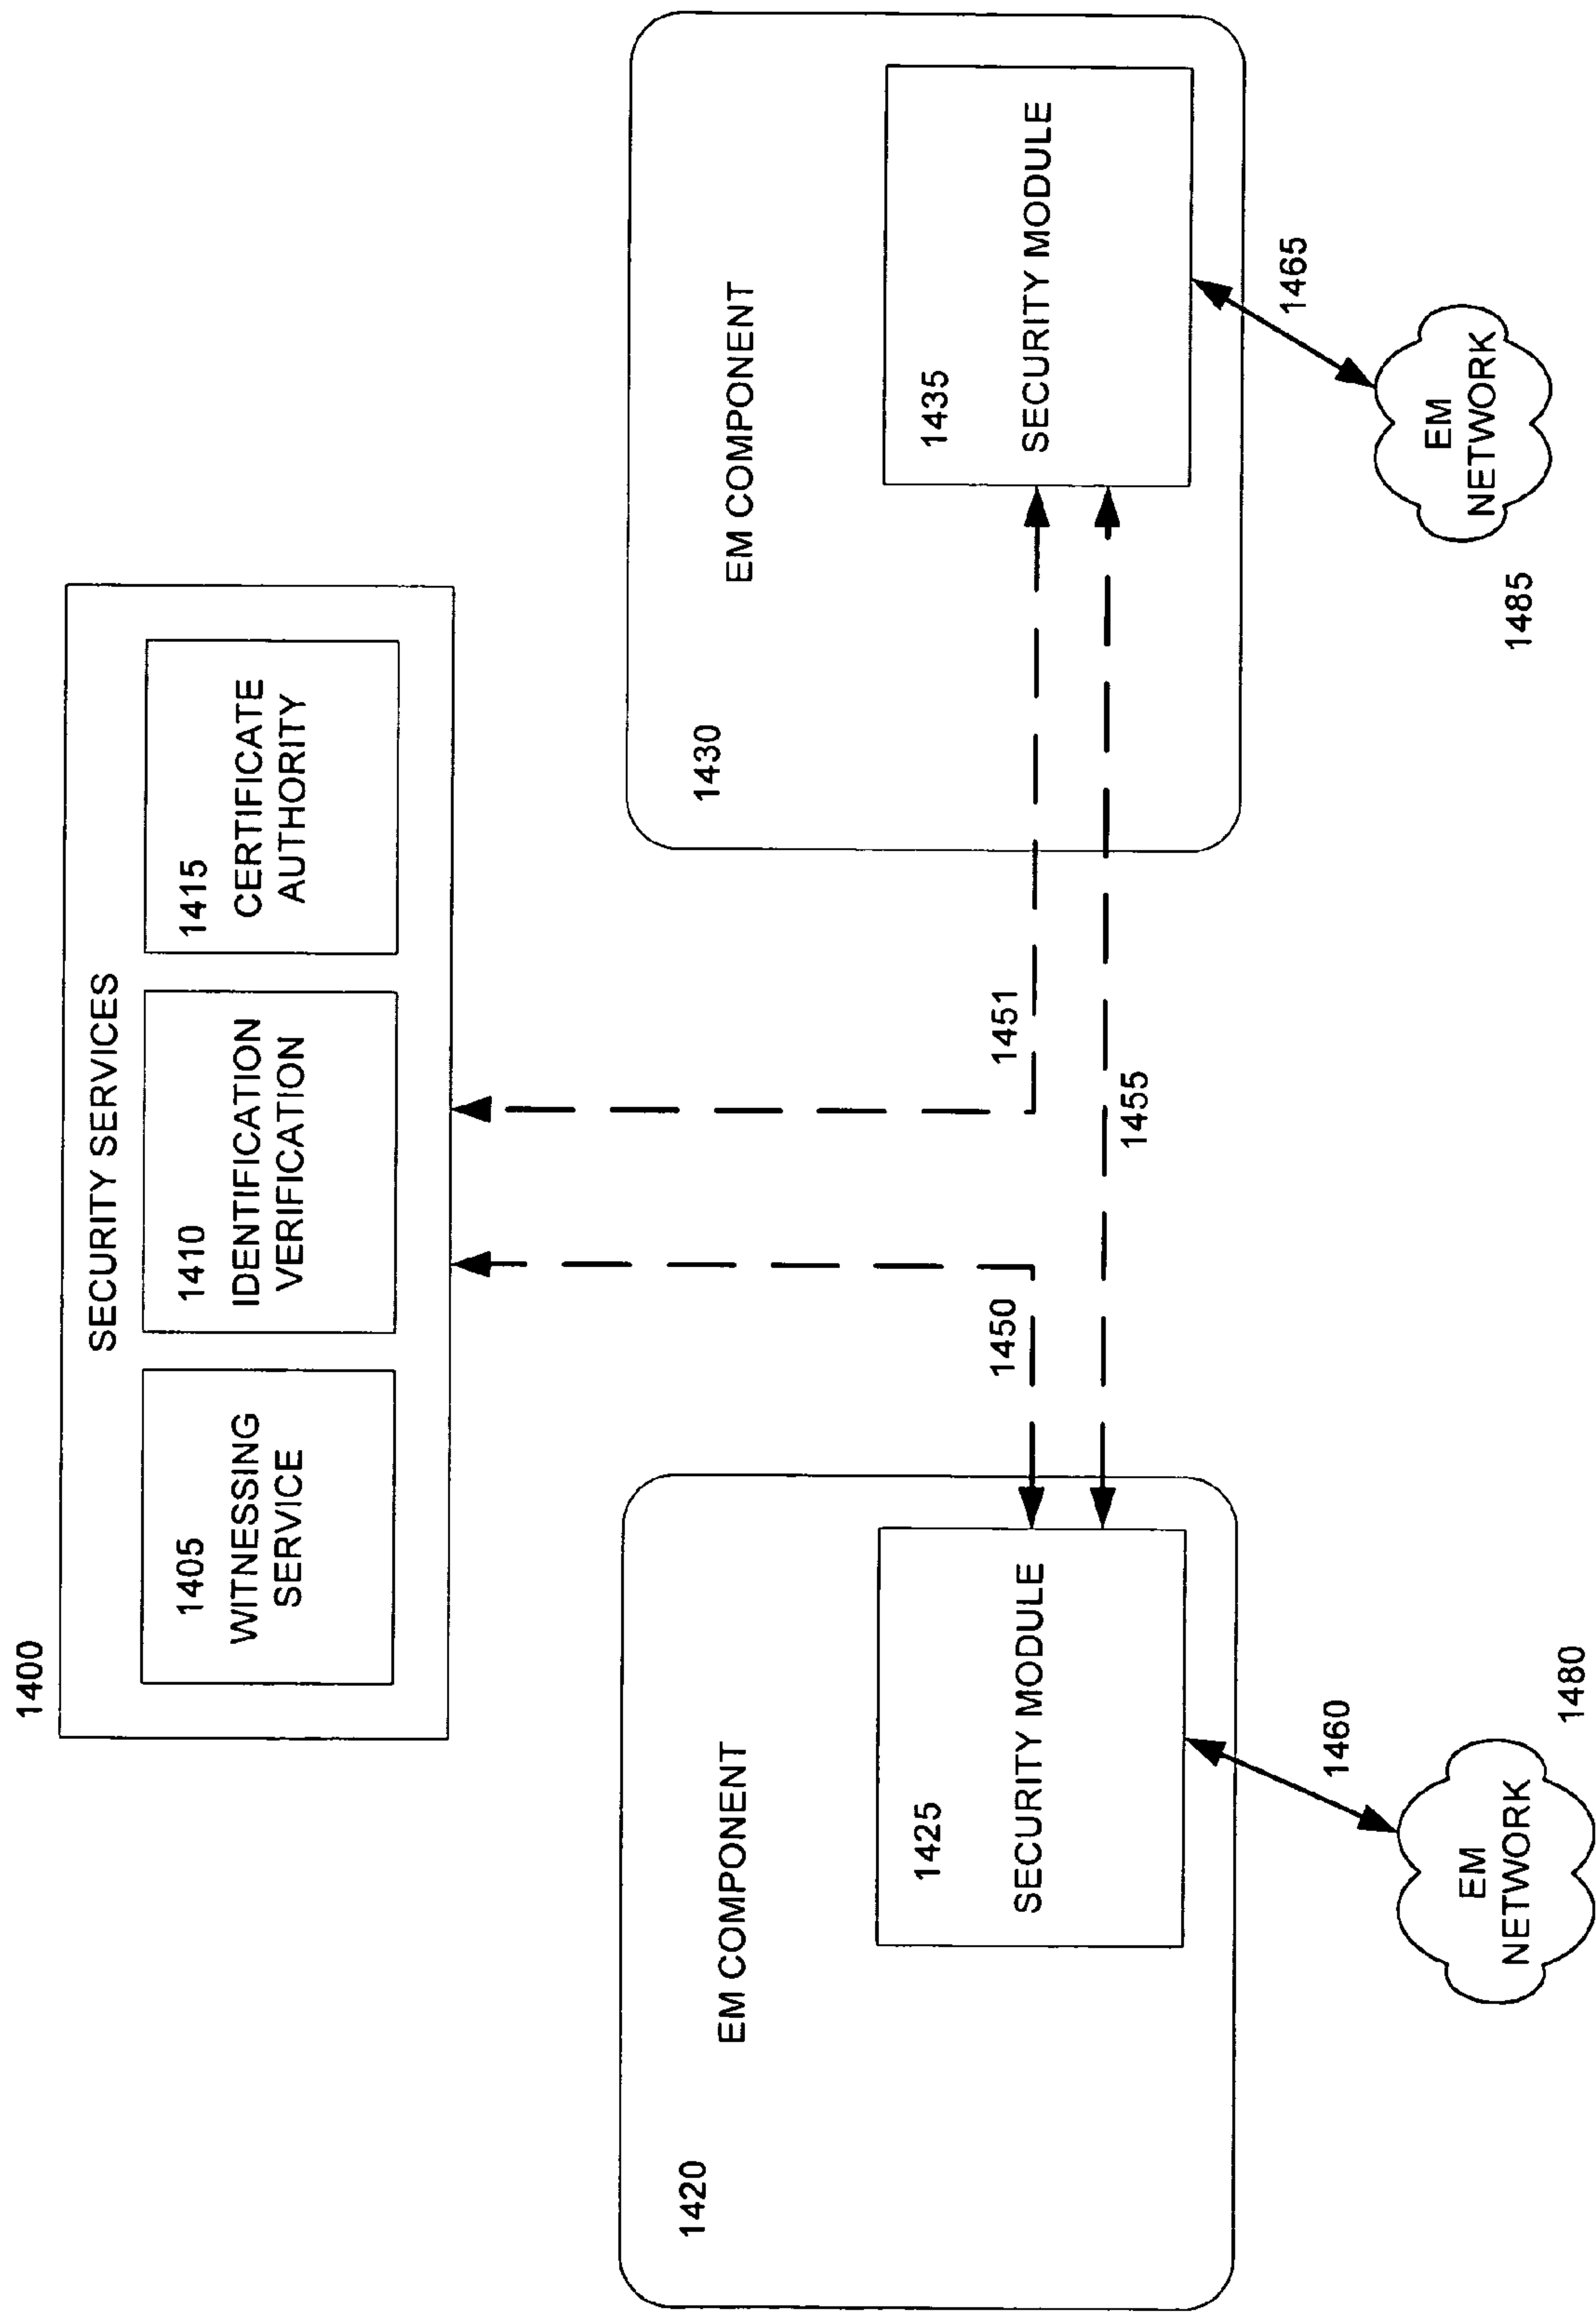 1400
SECURITY SERVICES
1405
WITNESSING
SERVICE
1410
IDENTIFICATION
VERIFICATION
1415
CERTIFICATE
AUTHORITY
1420
EM COMPONENT
1425
SECURITY MODULE
1430
EM COMPONENT
1435
SECURITY MODULE
1450
1451
1455
1460
1465
EM
NETWORK
1480
EM
NETWORK
1485